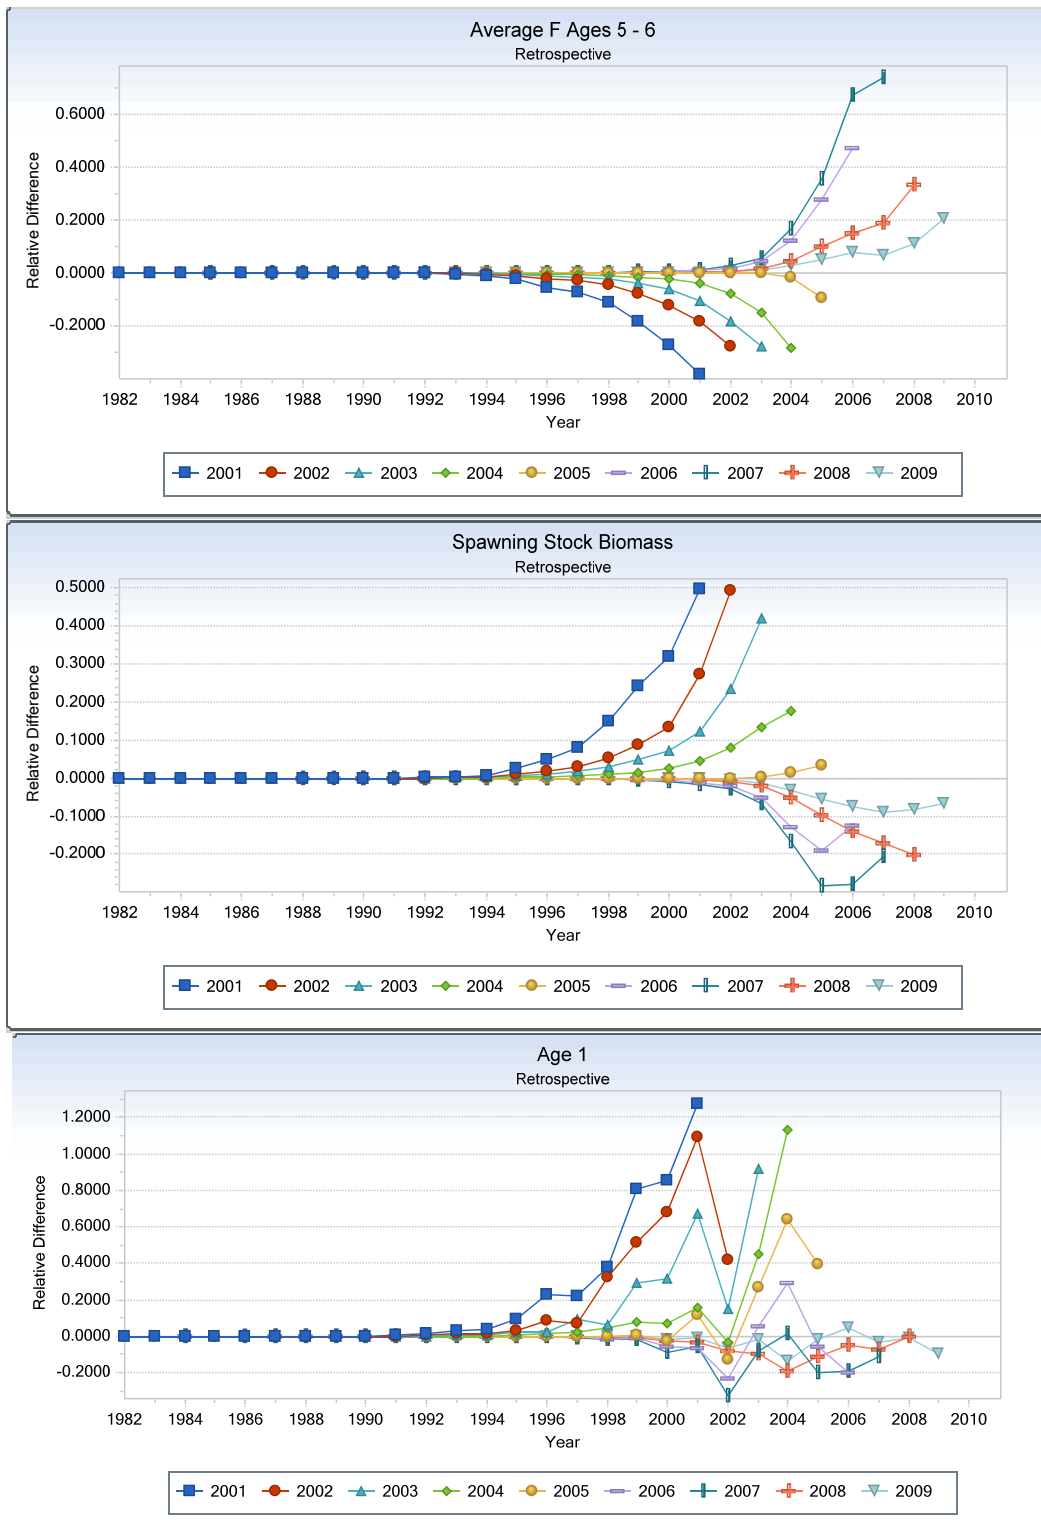 Average F Ages 5 - 6
Retrospective
0.6000
0.4000
0.2000
0.0000
-0.2000
Relative Difference
1982 1984 1986 1988 1990 1992 1994 1996 1998 2000 2002 2004 2006 2008 2010
Year
2001 2002 2003 2004 2005 2006 2007 2008 2009
Spawning Stock Biomass
Retrospective
0.5000
0.4000
0.3000
0.2000
0.1000
0.0000
-0.1000
-0.2000
Relative Difference
1982 1984 1986 1988 1990 1992 1994 1996 1998 2000 2002 2004 2006 2008 2010
Year
2001 2002 2003 2004 2005 2006 2007 2008 2009
Age 1
Retrospective
1.2000
1.0000
0.8000
0.6000
0.4000
0.2000
0.0000
-0.2000
Relative Difference
1982 1984 1986 1988 1990 1992 1994 1996 1998 2000 2002 2004 2006 2008 2010
Year
2001 2002 2003 2004 2005 2006 2007 2008 2009